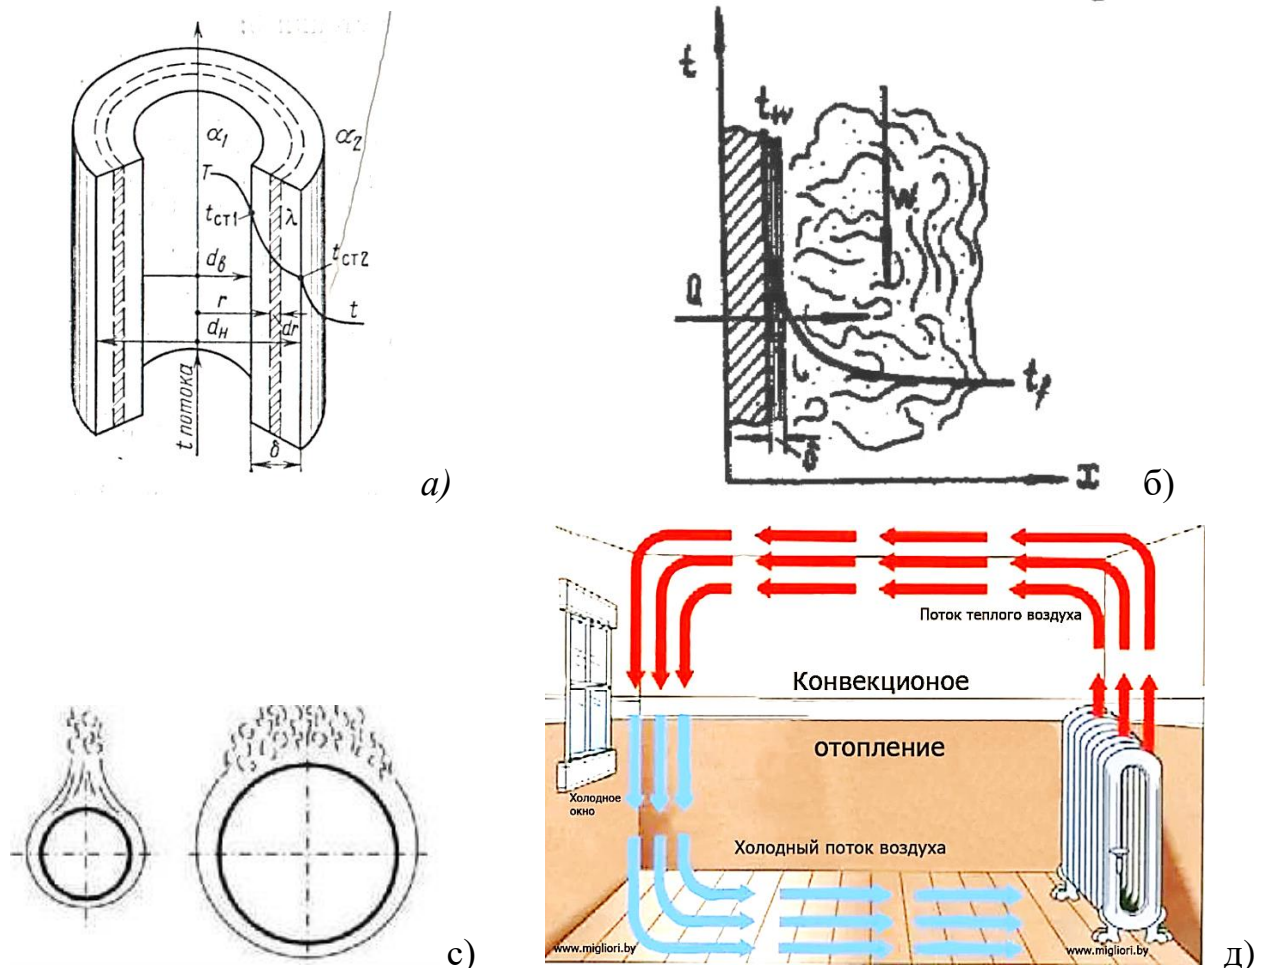 α₁
α₂
T
tст1
λ
tст2
dв
r
t
dн
dr
t потока
δ
а)
t
tw
W
Q
tf
δ
x
б)
с)
Поток теплого воздуха
Конвекционое
отопление
Холодное
окно
Холодный поток воздуха
www.migliori.by
www.migliori.by
д)